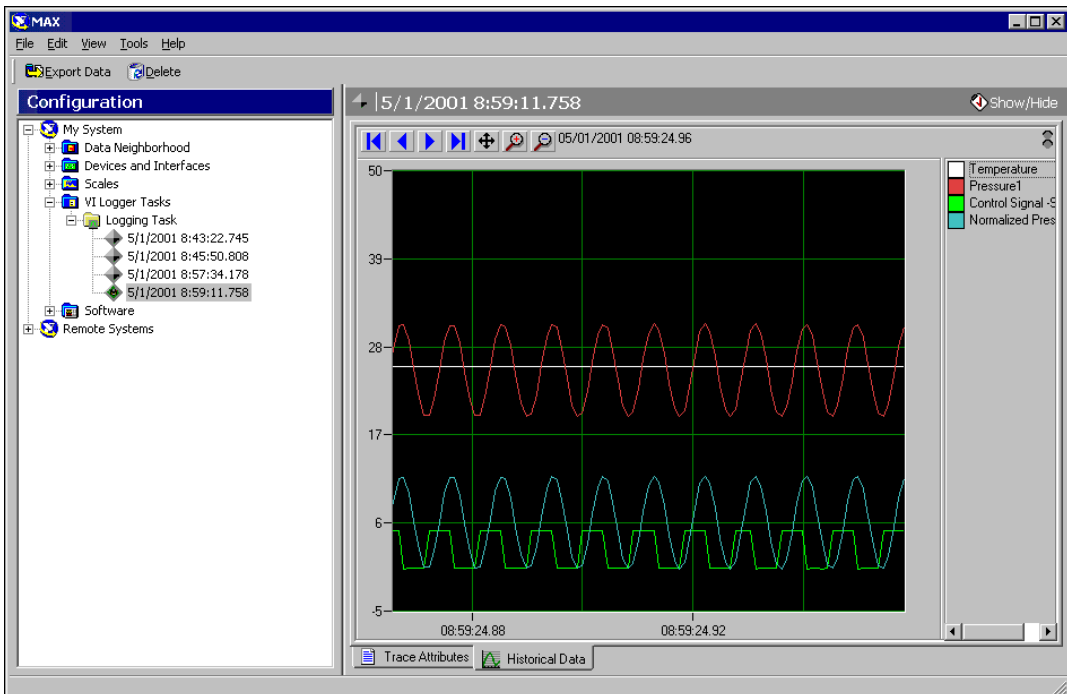 MAX
File Edit View Tools Help
Export Data Delete
Configuration
My System
Data Neighborhood
Devices and Interfaces
Scales
VI Logger Tasks
Logging Task
5/1/2001 8:43:22.745
5/1/2001 8:45:50.808
5/1/2001 8:57:34.178
5/1/2001 8:59:11.758
Software
Remote Systems
5/1/2001 8:59:11.758 Show/Hide
05/01/2001 08:59:24.96
50
39
28
17
6
-5
08:59:24.88 08:59:24.92
Temperature
Pressure1
Control Signal -S
Normalized Pres
Trace Attributes Historical Data